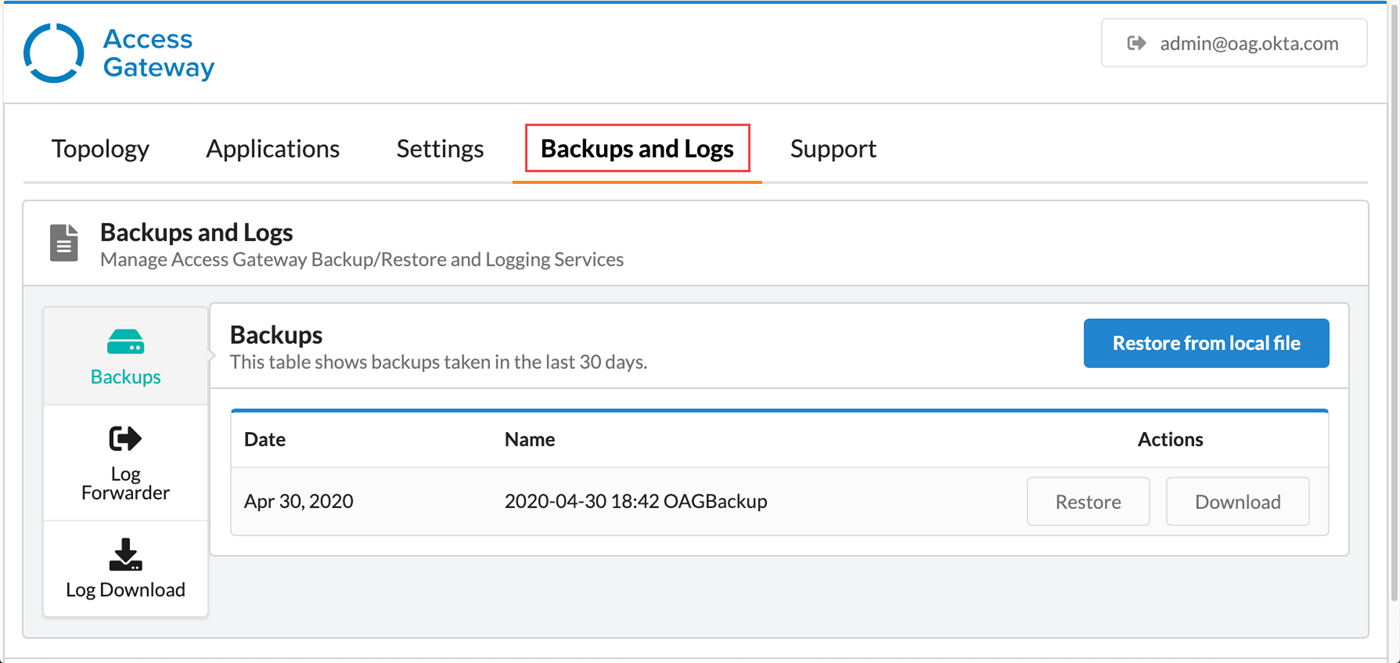 Access
Gateway
admin@oag.okta.com
Topology
Applications
Settings
Backups and Logs
Support
Backups and Logs
Manage Access Gateway Backup/Restore and Logging Services
Backups
Log
Forwarder
Log Download
Backups
This table shows backups taken in the last 30 days.
Restore from local file
Date
Name
Actions
Apr 30, 2020
2020-04-30 18:42 OAGBackup
Restore
Download